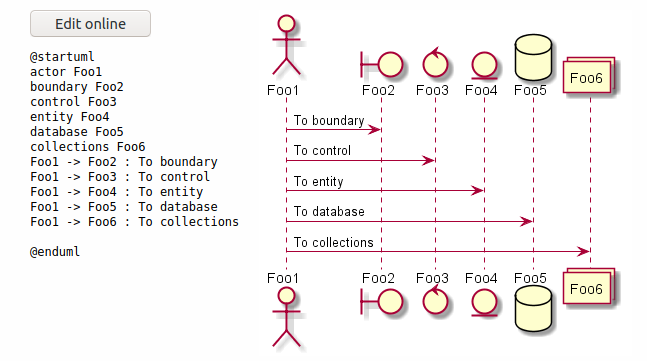 Edit online
@startuml
actor Foo1
boundary Foo2
control Foo3
entity Foo4
database Foo5
collections Foo6
Foo1 -> Foo2 : To boundary
Foo1 -> Foo3 : To control
Foo1 -> Foo4 : To entity
Foo1 -> Foo5 : To database
Foo1 -> Foo6 : To collections
@enduml
Foo1 Foo2 Foo3 Foo4 Foo5 Foo6
To boundary
To control
To entity
To database
To collections
Foo1 Foo2 Foo3 Foo4 Foo5 Foo6